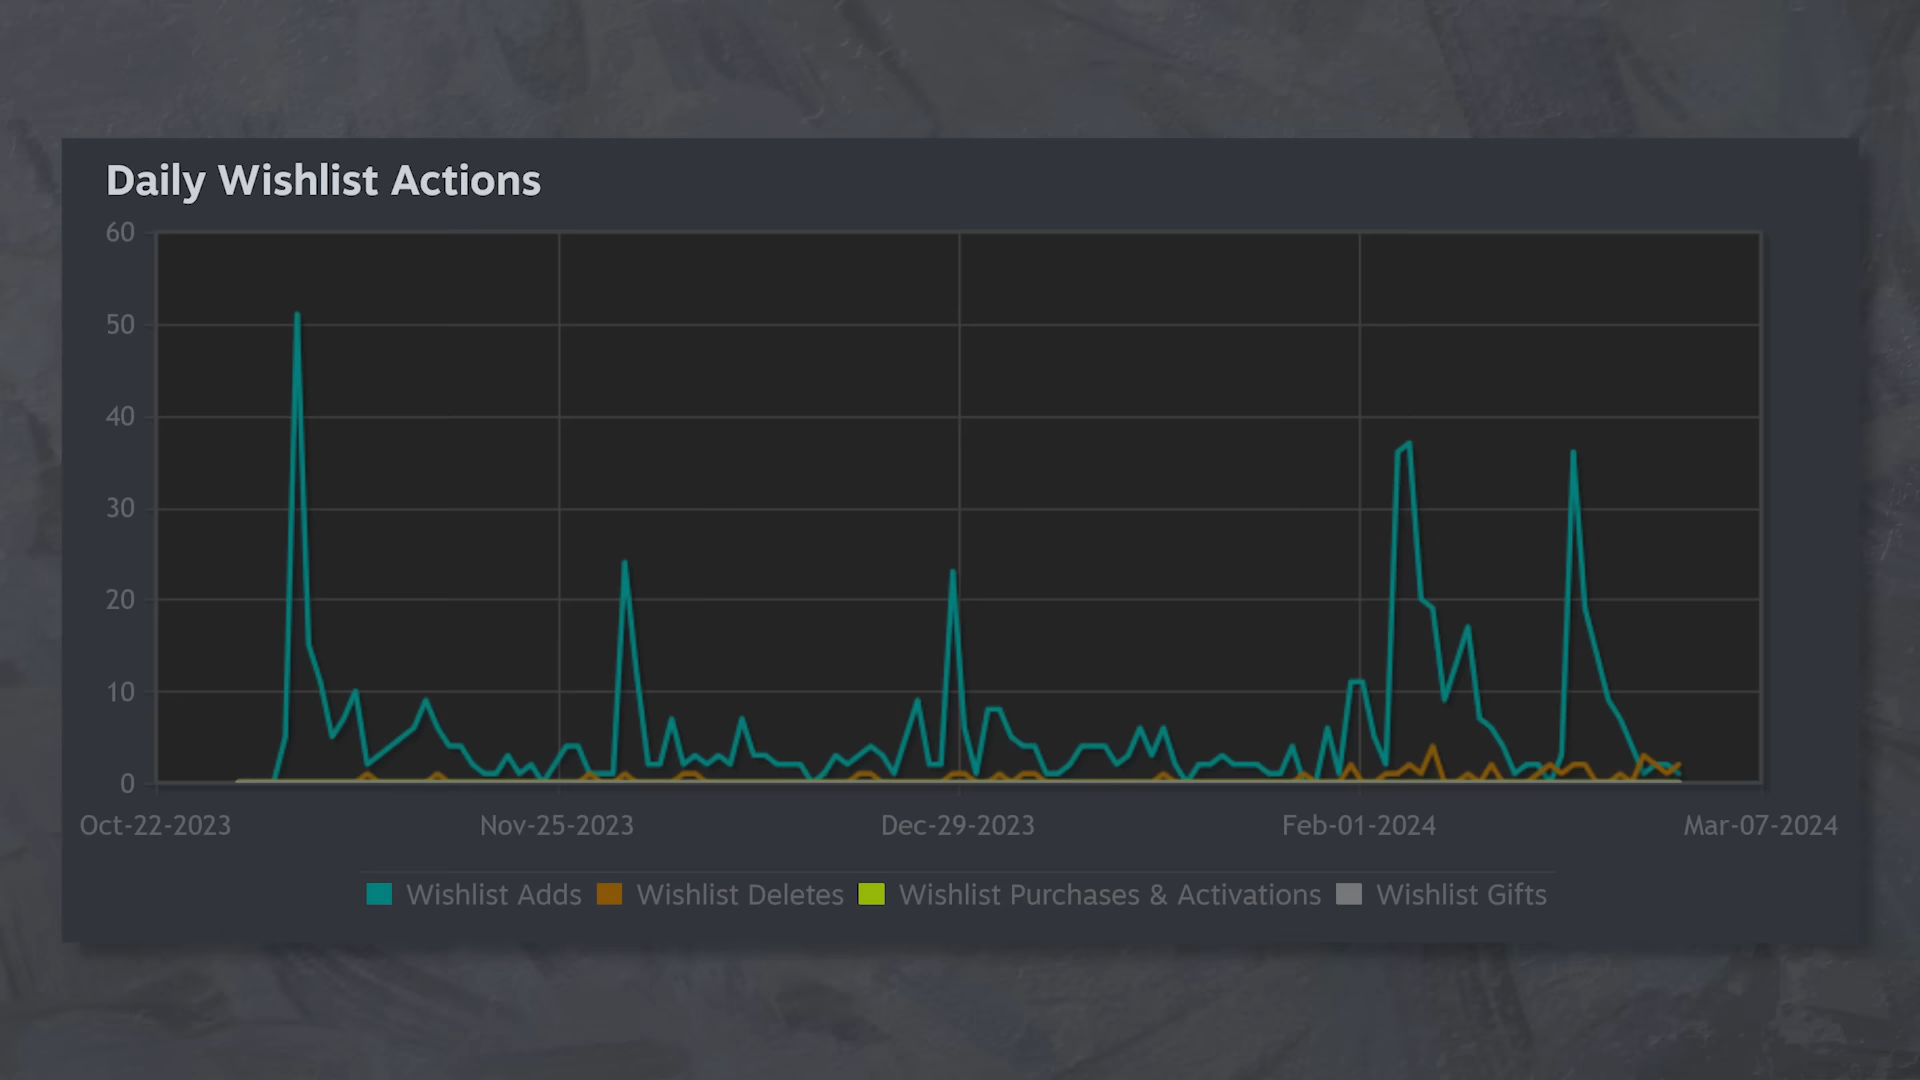 Daily Wishlist Actions
60
50
40
30
20
10
0
Oct-22-2023 Nov-25-2023 Dec-29-2023 Feb-01-2024 Mar-07-2024
Wishlist Adds Wishlist Deletes Wishlist Purchases & Activations Wishlist Gifts